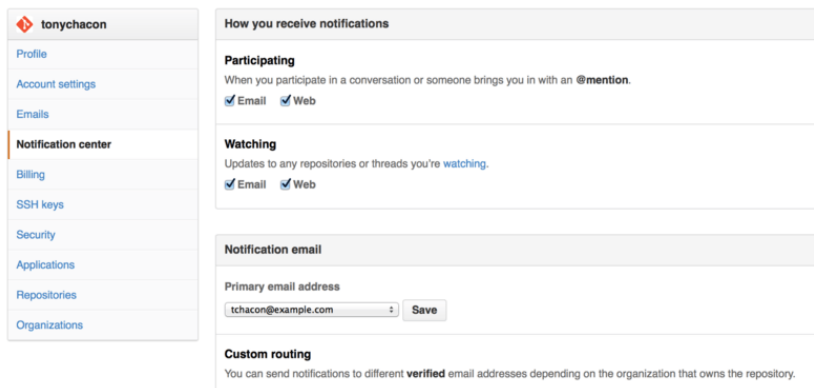 tonychacon
Profile
Account settings
Emails
Notification center
Billing
SSH keys
Security
Applications
Repositories
Organizations
How you receive notifications
Participating
When you participate in a conversation or someone brings you in with an @mention.
Email Web
Watching
Updates to any repositories or threads you're watching.
Email Web
Notification email
Primary email address
tchacon@example.com Save
Custom routing
You can send notifications to different verified email addresses depending on the organization that owns the repository.